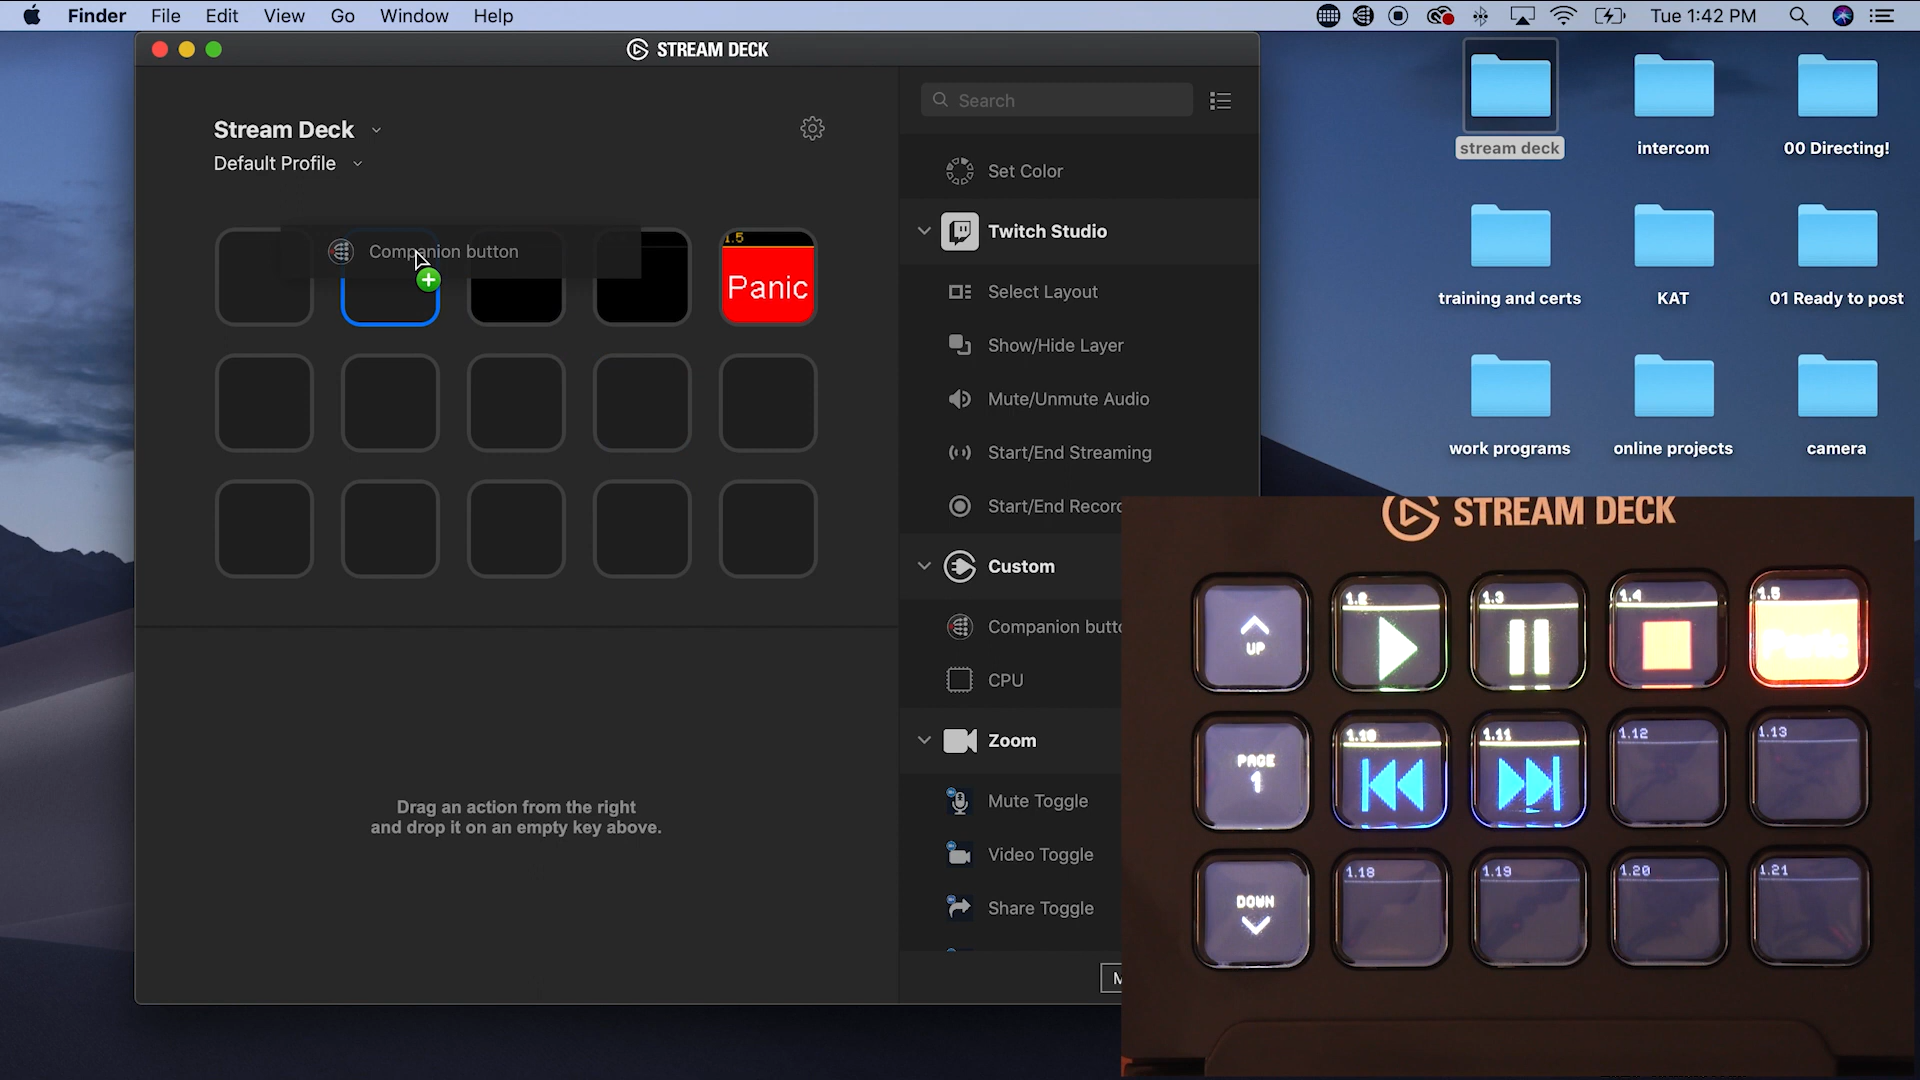 Finder File Edit View Go Window Help
Tue 1:42 PM
STREAM DECK
Stream Deck
Default Profile
Search
Set Color
Twitch Studio
Select Layout
Show/Hide Layer
Mute/Unmute Audio
Start/End Streaming
Start/End Record
Custom
Companion butto
CPU
Zoom
Mute Toggle
Video Toggle
Share Toggle
M
Companion button
1.5
Panic
Drag an action from the right
and drop it on an empty key above.
stream deck
intercom
00 Directing!
training and certs
KAT
01 Ready to post
work programs
online projects
camera
STREAM DECK
UP
1.2
1.3
1.4
1.5
Panic
PAGE
1
1.10
1.11
1.12
1.13
DOWN
1.18
1.19
1.20
1.21